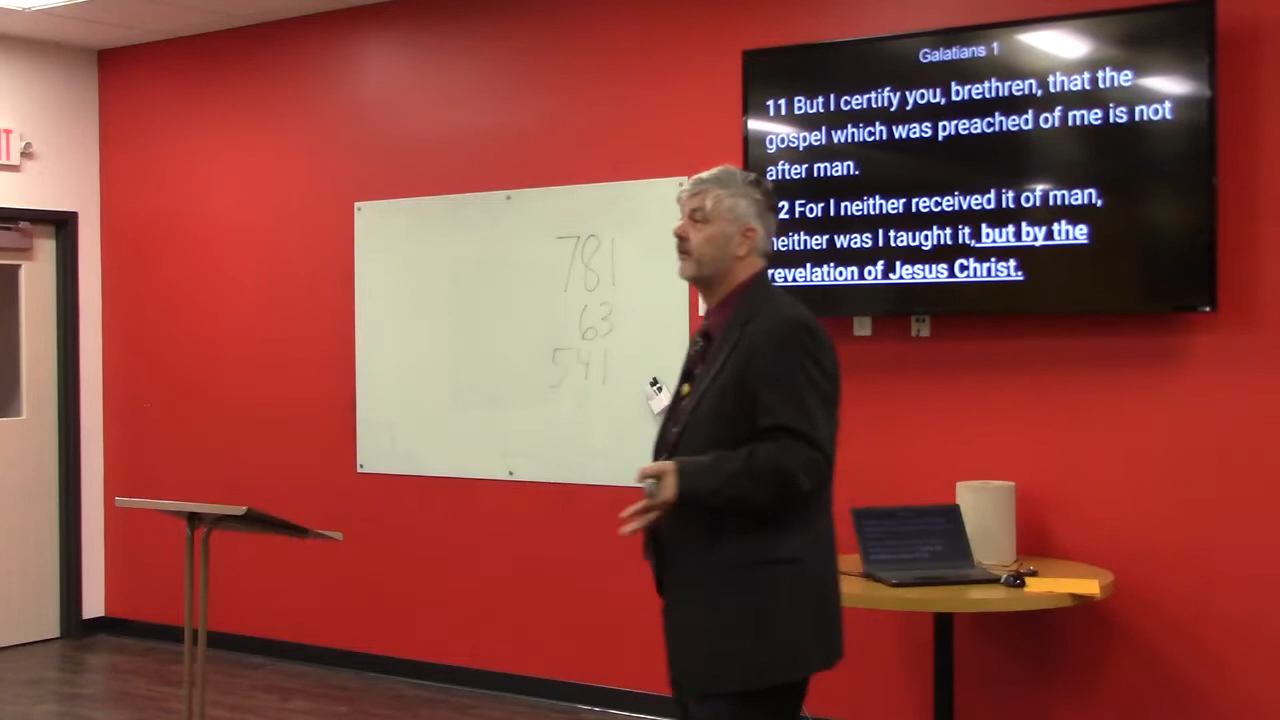 IT
781
63
541
Galatians 1
11 But I certify you, brethren, that the
gospel which was preached of me is not
after man.
2 For I neither received it of man,
neither was I taught it, but by the
revelation of Jesus Christ.